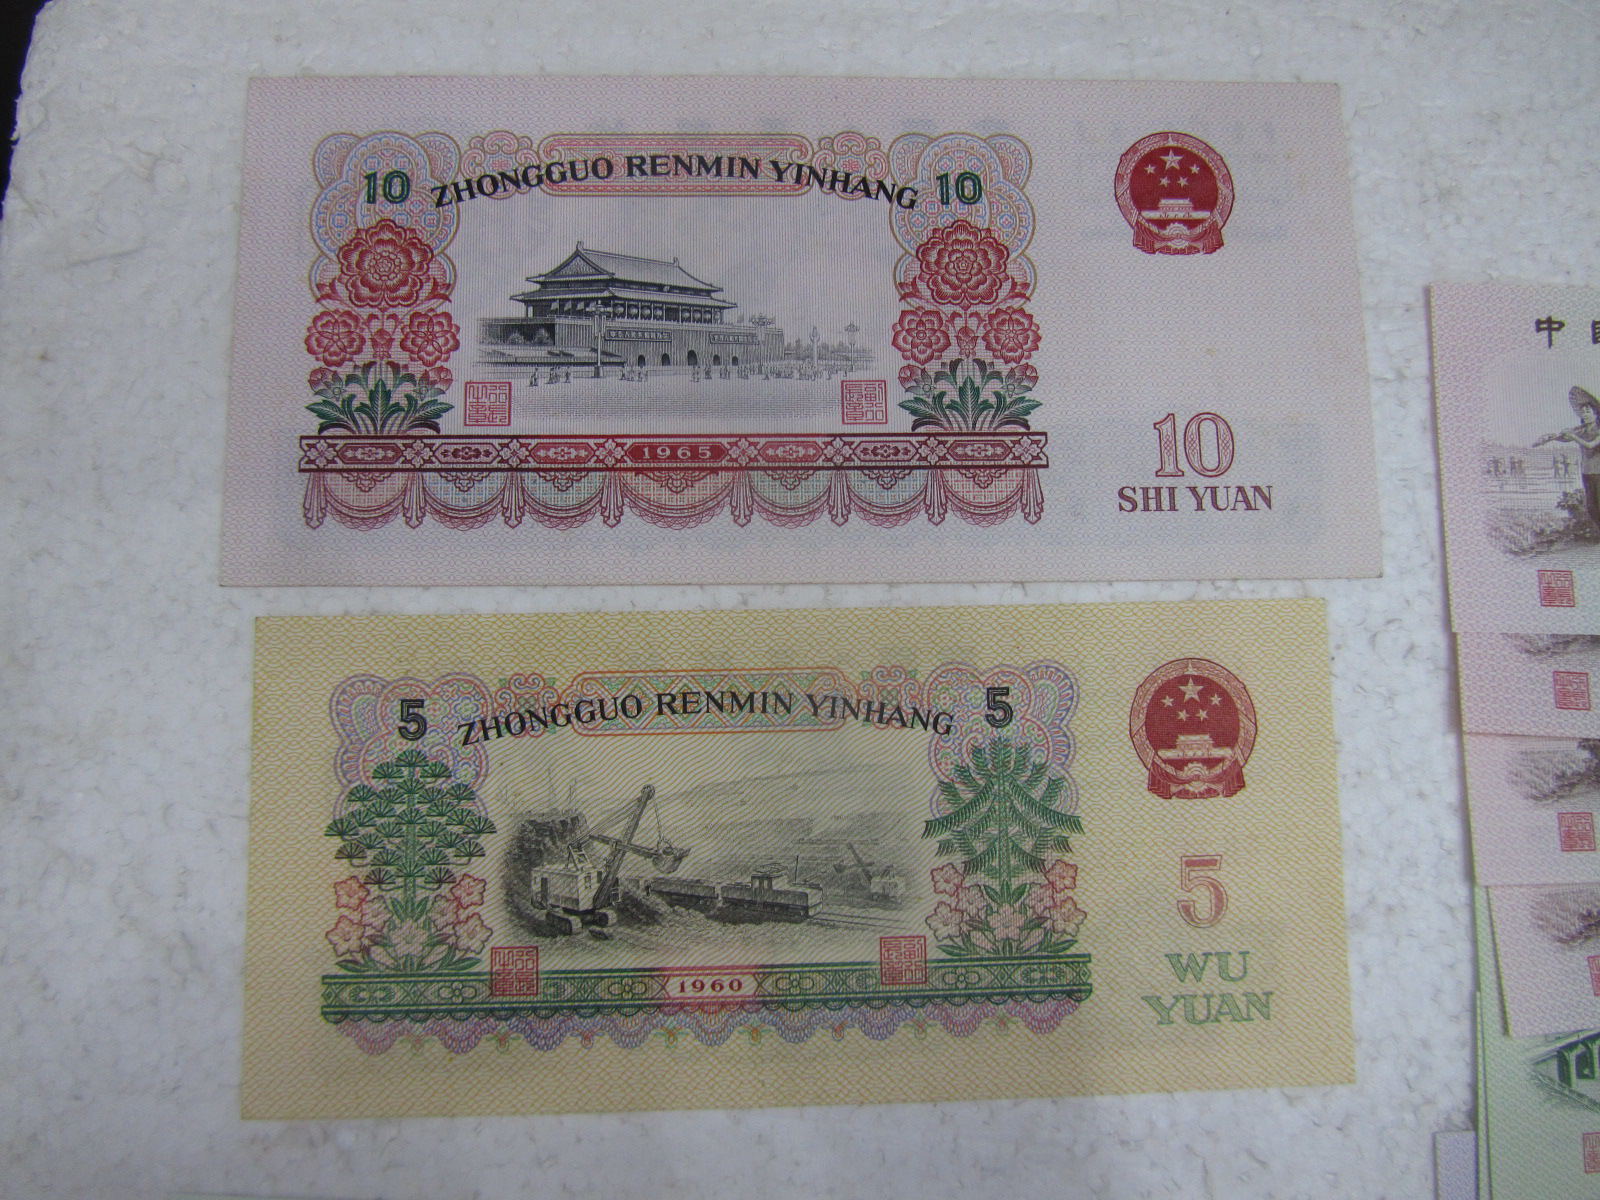 10 ZHONGGUO RENMIN YINHANG 10
1965
10
SHI YUAN
5 ZHONGGUO RENMIN YINHANG 5
1960
5
WU
YUAN
中